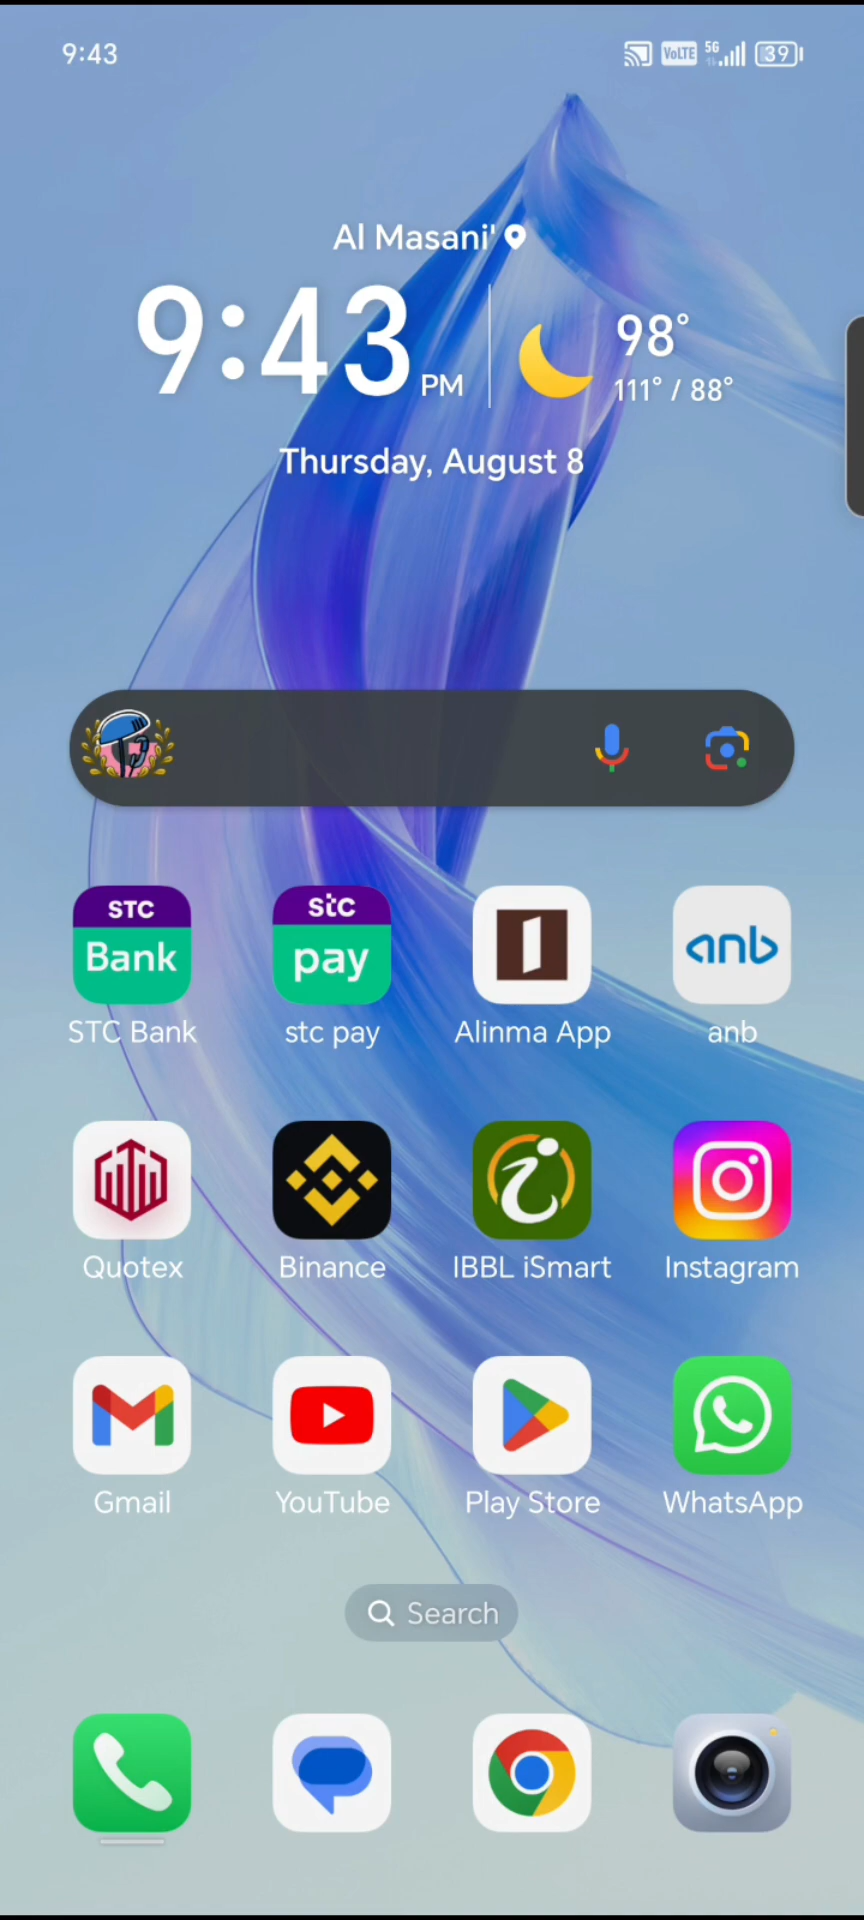 9:43
VoLTE 5G 39
Al Masani'
9:43 PM
98°
111° / 88°
Thursday, August 8
STC Bank
stc pay
anb
STC Bank stc pay Alinma App anb
Quotex Binance IBBL iSmart Instagram
Gmail YouTube Play Store WhatsApp
Search